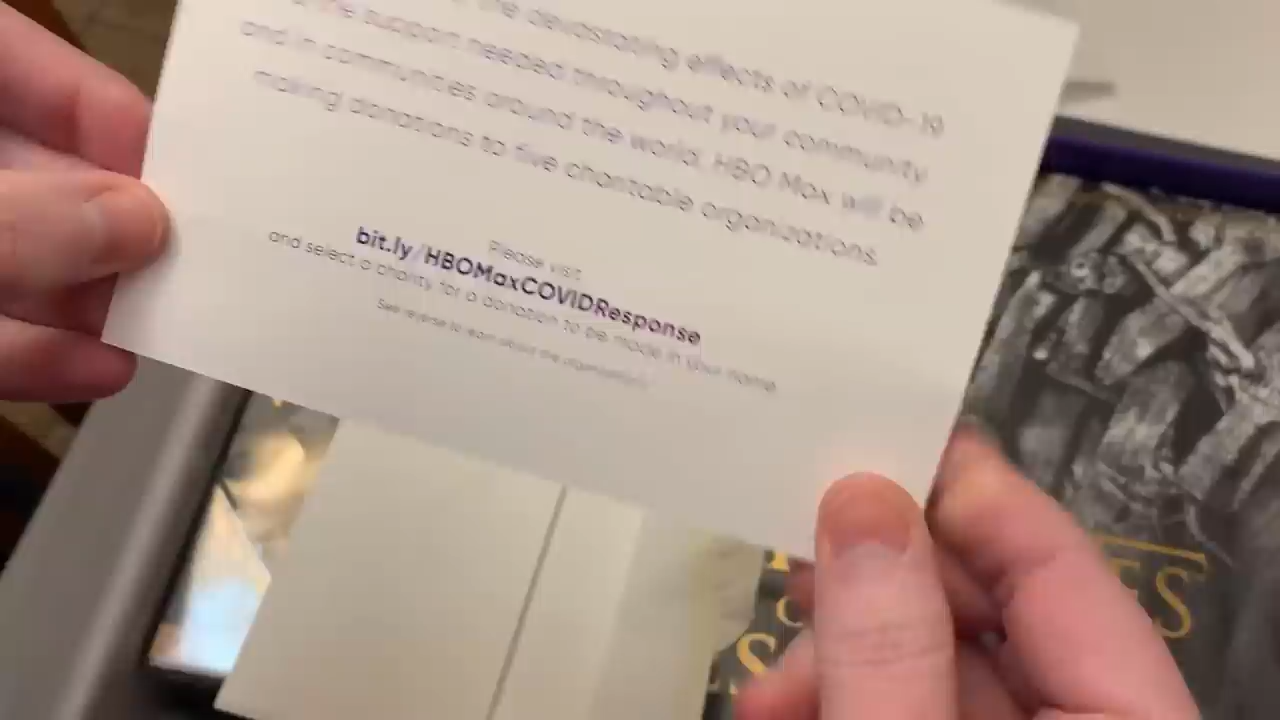 the devastating effects of COVID-19
the support needed throughout your community
and in communities around the world, HBO Max will be
making donations to five charitable organizations.
Please visit
bit.ly/HBOMaxCOVIDResponse
and select a charity for a donation to be made in your name.
See reverse to learn about the organizations.
ES